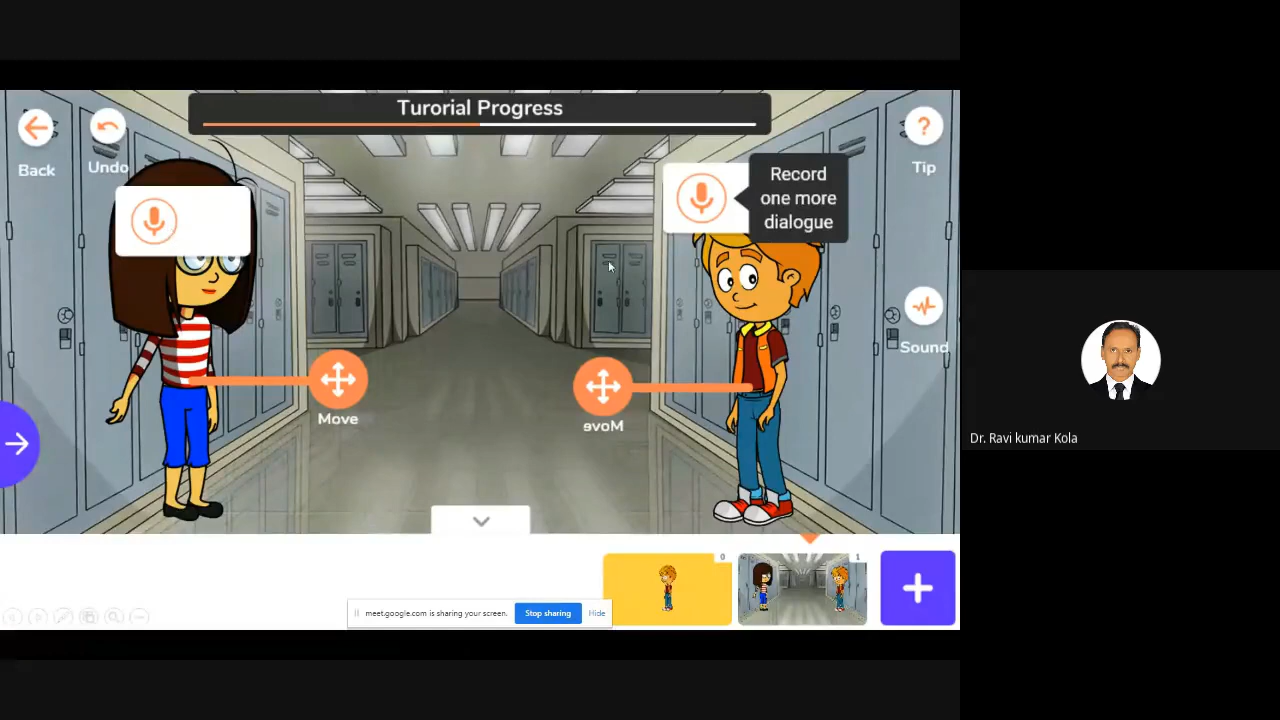 Turorial Progress
Back
Undo
Tip
Record
one more
dialogue
Sound
Move
Move
0
1
meet.google.com is sharing your screen.
Stop sharing
Hide
Dr. Ravi kumar Kola